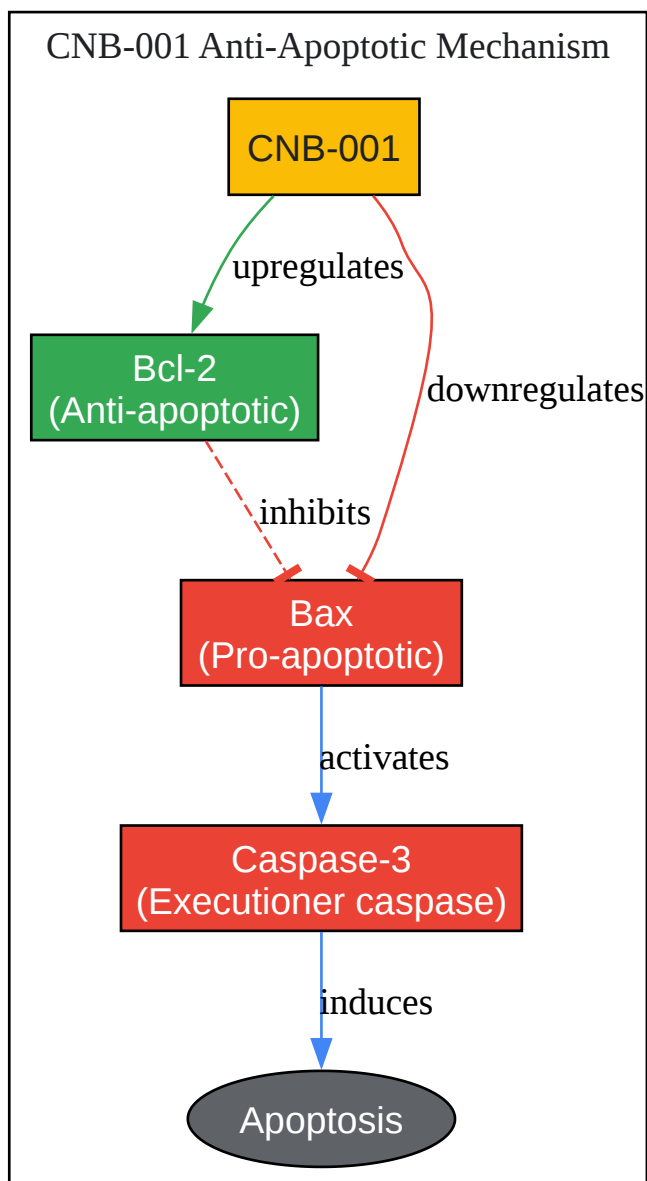 CNB-001 Anti-Apoptotic Mechanism
CNB-001
upregulates
Bcl-2
(Anti-apoptotic)
downregulates
inhibits
Bax
(Pro-apoptotic)
activates
Caspase-3
(Executioner caspase)
induces
Apoptosis